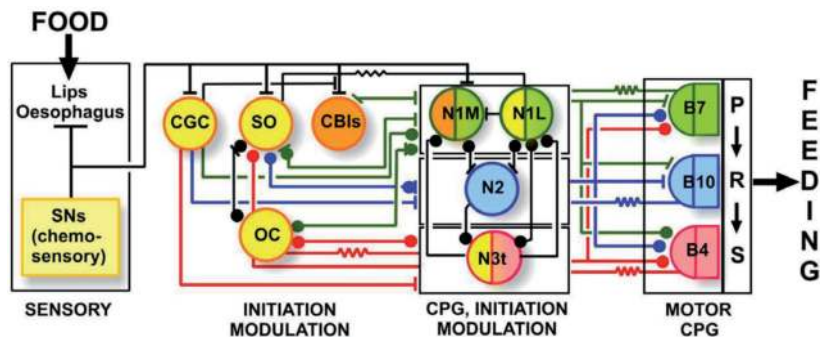 FOOD
Lips
Oesophagus
SNs
(chemo-
sensory)
SENSORY
CGC
SO
CBIs
OC
INITIATION
MODULATION
N1M
N1L
N2
N3t
CPG, INITIATION
MODULATION
B7
B10
B4
P
R
S
MOTOR
CPG
FEEDING